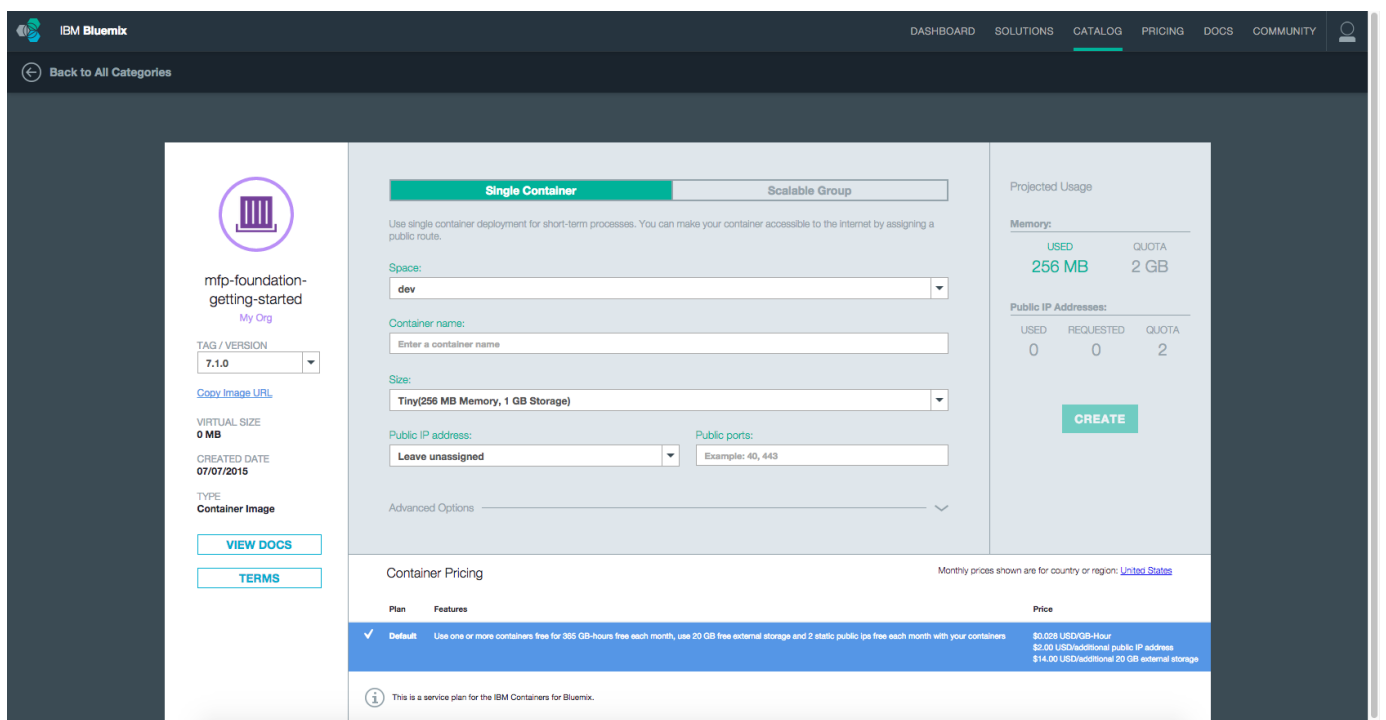 IBM Bluemix
DASHBOARD SOLUTIONS CATALOG PRICING DOCS COMMUNITY
Back to All Categories
mfp-foundation-
getting-started
My Org
TAG / VERSION
7.1.0
Copy Image URL
VIRTUAL SIZE
0 MB
CREATED DATE
07/07/2015
TYPE
Container Image
VIEW DOCS
TERMS
Single Container Scalable Group
Use single container deployment for short-term processes. You can make your container accessible to the internet by assigning a
public route.
Space:
dev
Container name:
Enter a container name
Size:
Tiny(256 MB Memory, 1 GB Storage)
Public IP address: Public ports:
Leave unassigned Example: 40, 443
Advanced Options
Projected Usage
Memory:
USED QUOTA
256 MB 2 GB
Public IP Addresses:
USED REQUESTED QUOTA
0 0 2
CREATE
Container Pricing Monthly prices shown are for country or region: United States
Plan Features Price
Default Use one or more containers free for 365 GB-hours free each month, use 20 GB free external storage and 2 static public ips free each month with your containers $0.028 USD/GB-Hour
$2.00 USD/additional public IP address
$14.00 USD/additional 20 GB external storage
This is a service plan for the IBM Containers for Bluemix.